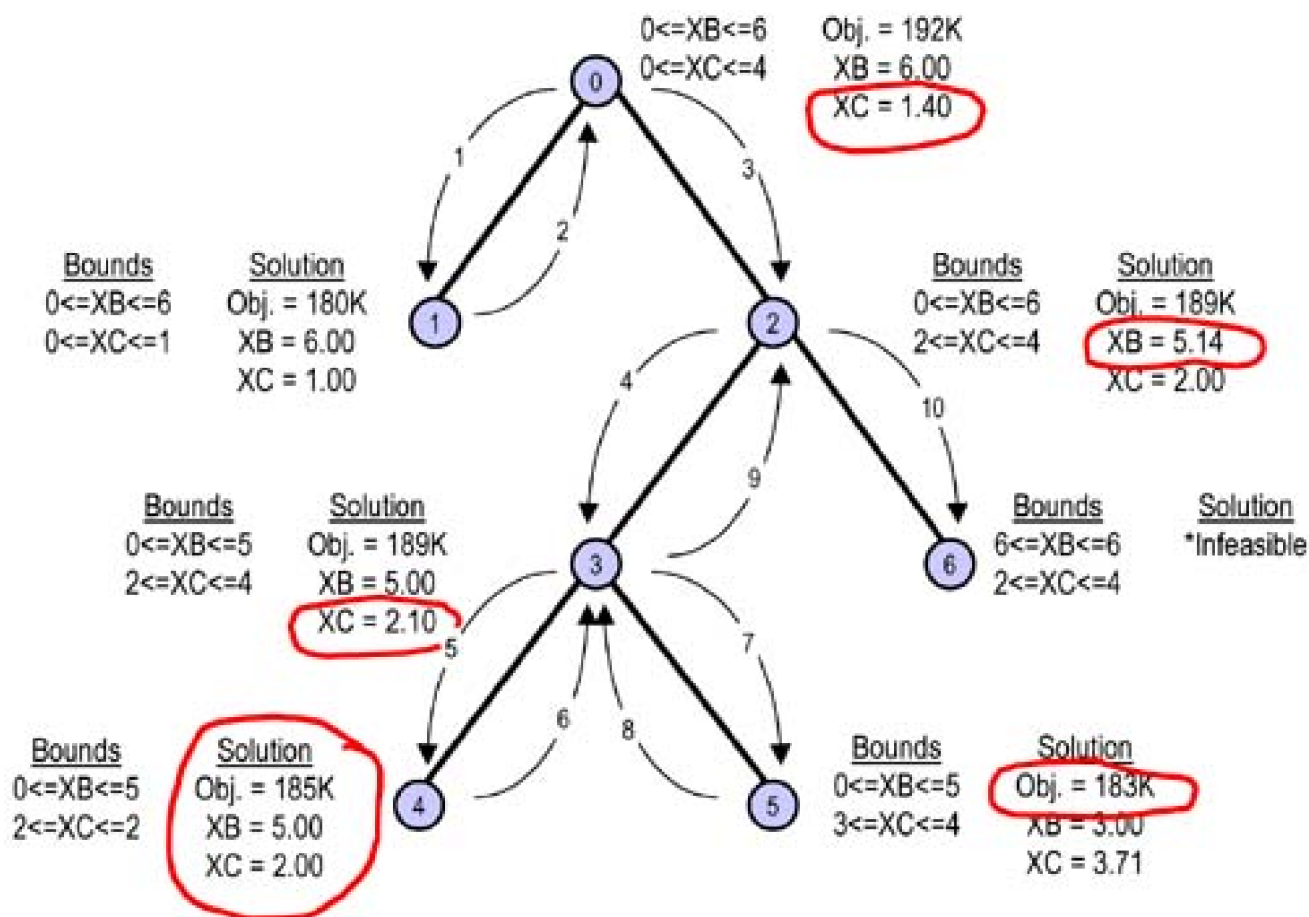 0<=XB<=6 Obj. = 192K
0<=XC<=4 XB = 6.00
0
XC = 1.40
1
3
2
Bounds Solution
0<=XB<=6 Obj. = 180K
0<=XC<=1 XB = 6.00
XC = 1.00
1
2
Bounds Solution
0<=XB<=6 Obj. = 189K
2<=XC<=4 XB = 5.14
XC = 2.00
4
10
9
Bounds Solution
0<=XB<=5 Obj. = 189K
2<=XC<=4 XB = 5.00
XC = 2.10
3
6
Bounds Solution
6<=XB<=6 *Infeasible
2<=XC<=4
5
7
6
8
Bounds Solution
0<=XB<=5 Obj. = 185K
2<=XC<=2 XB = 5.00
XC = 2.00
4
5
Bounds Solution
0<=XB<=5 Obj. = 183K
3<=XC<=4 XB = 3.00
XC = 3.71